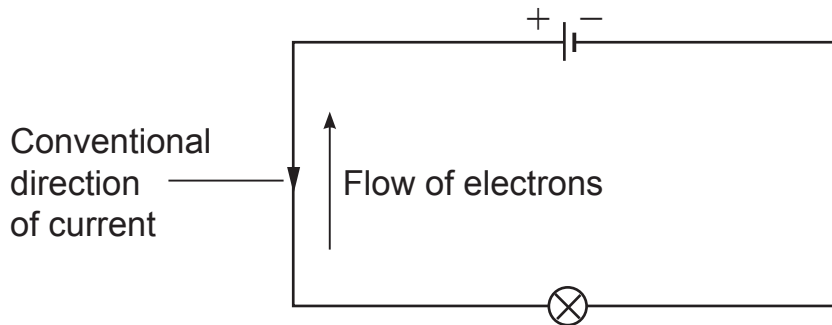 + −
Conventional
direction
of current
Flow of electrons